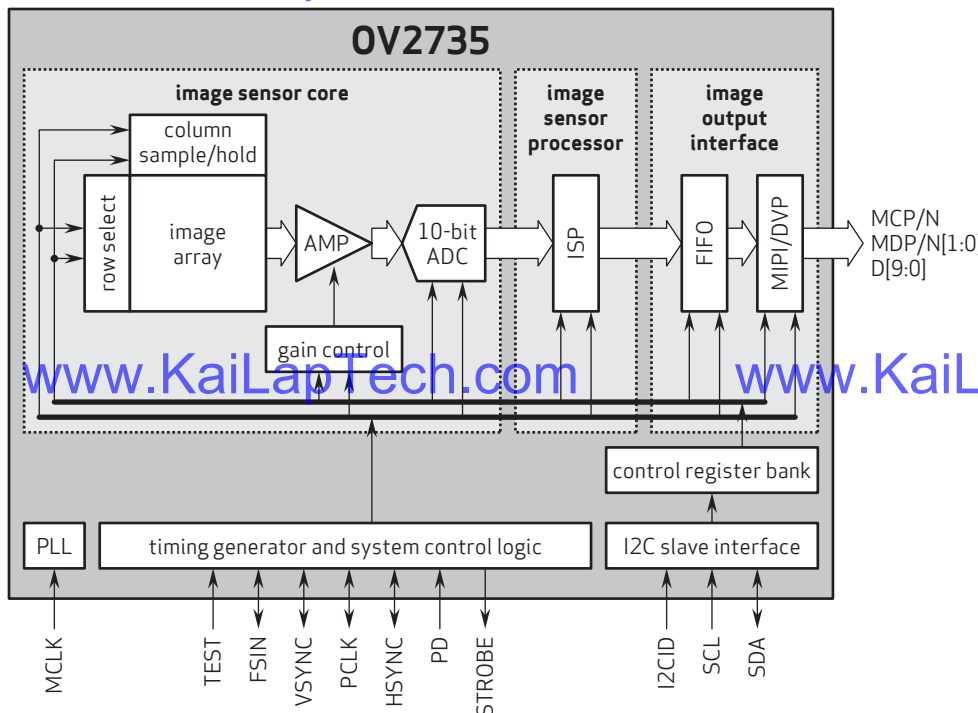 OV2735
image sensor core
image
sensor
processor
image
output
interface
column
sample/hold
row select
image
array
AMP
10-bit
ADC
ISP
FIFO
MIPI/DVP
MCP/N
MDP/N[1:0]
D[9:0]
gain control
www.KaiLapTech.com
www.KaiL
control register bank
PLL
timing generator and system control logic
I2C slave interface
MCLK
TEST
FSIN
VSYNC
PCLK
HSYNC
PD
STROBE
I2CID
SCL
SDA